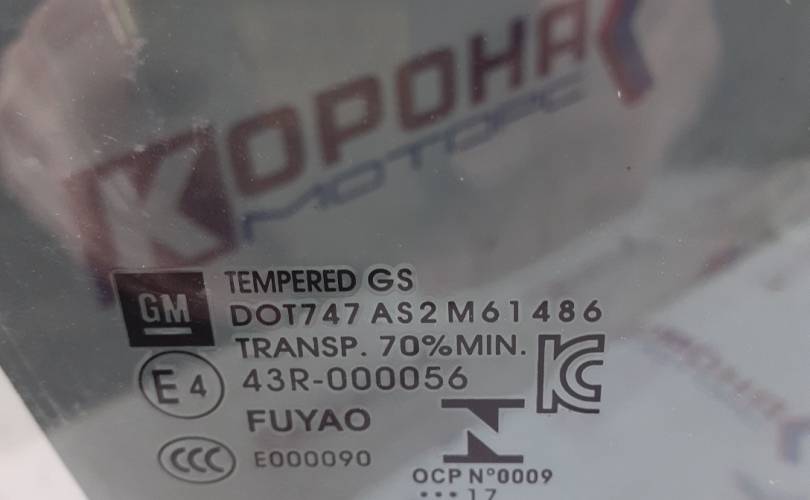 КОРОНА
МОТОРС
GM
TEMPERED GS
DOT747 AS2 M61486
TRANSP. 70%MIN.
E4
43R-000056
KC
FUYAO
CCC
E000090
OCP N°0009
•••17